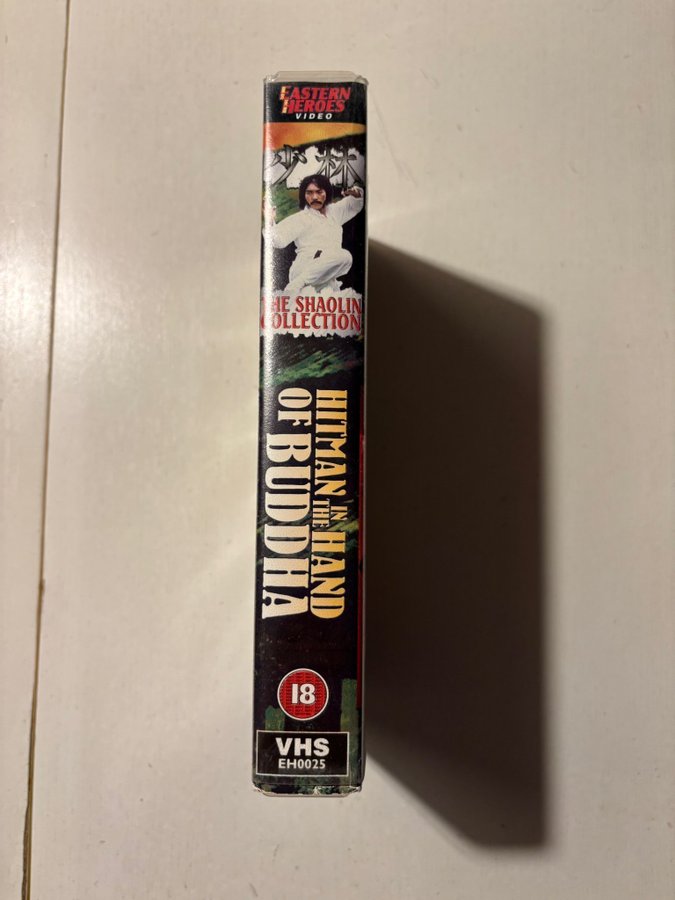 EASTERN
HEROES
VIDEO
少林
THE SHAOLIN
COLLECTION
HITMAN IN THE HAND
OF BUDDHA
18
VHS
EH0025